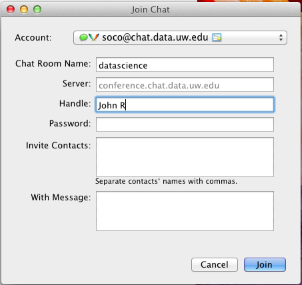 Join Chat
Account: soco@chat.data.uw.edu
Chat Room Name: datascience
Server: conference.chat.data.uw.edu
Handle: John R
Password:
Invite Contacts:
Separate contacts' names with commas.
With Message:
Cancel Join